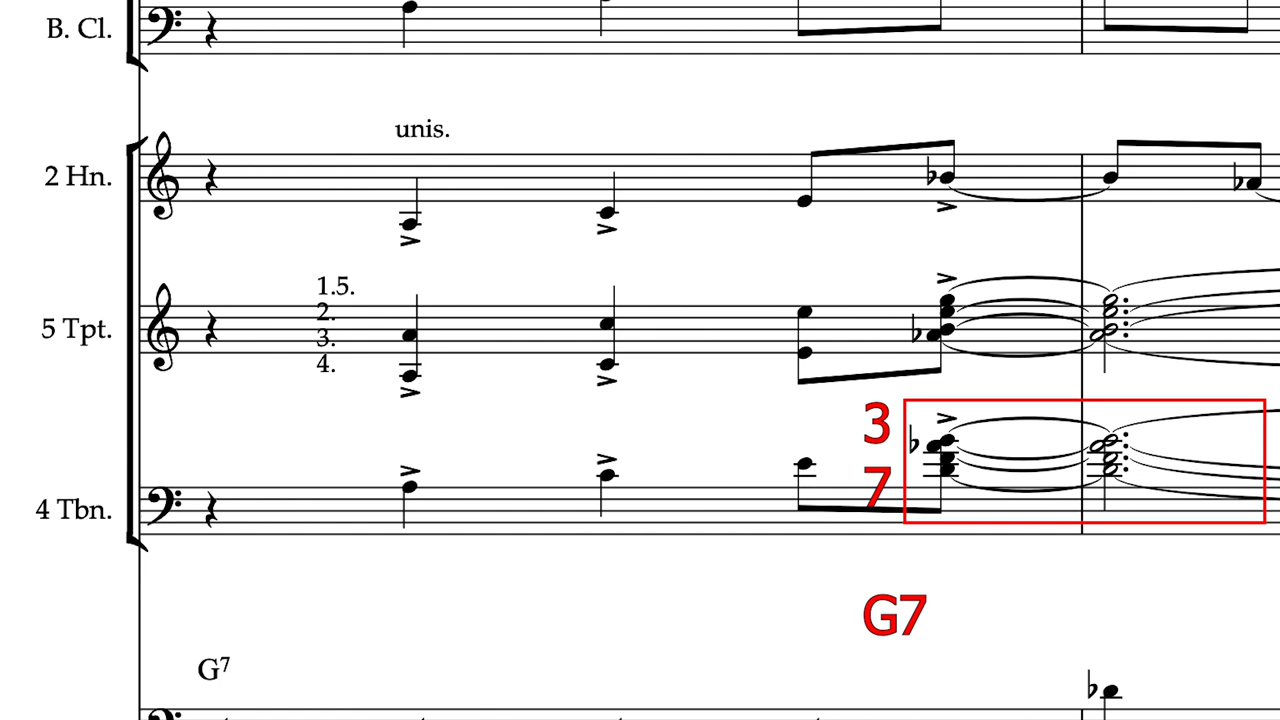 B. Cl.
unis.
2 Hn.
1.5.
2.
5 Tpt.
3.
4.
3
7
4 Tbn.
G7
G7